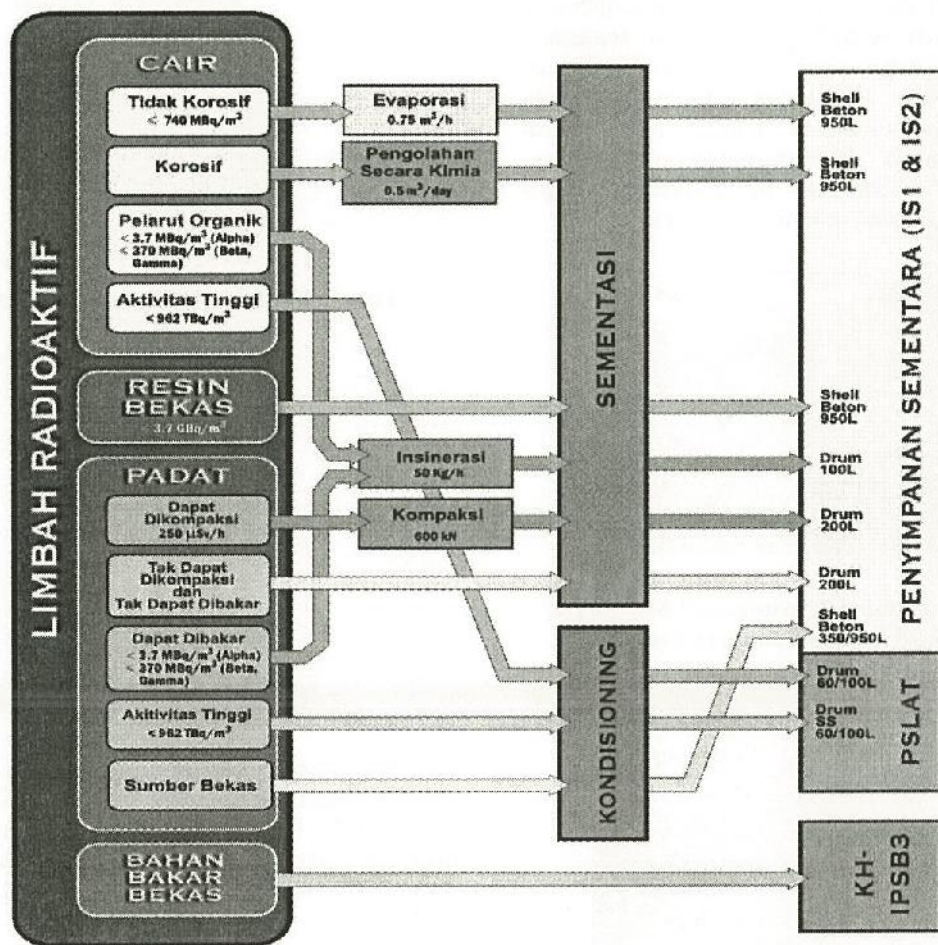 LIMBAH RADIOAKTIF
CAIR
Tidak Korosif
< 740 MBq/m³
Korosif
Pelarut Organik
< 3.7 MBq/m³ (Alpha)
< 370 MBq/m³ (Beta,
Gamma)
Aktivitas Tinggi
< 962 TBq/m³
RESIN
BEKAS
< 3.7 GBq/m³
PADAT
Dapat
Dikompaksi
250 µSv/h
Tak Dapat
Dikompaksi
dan
Tak Dapat Dibakar
Dapat Dibakar
< 3.7 MBq/m³ (Alpha)
< 370 MBq/m³ (Beta,
Gamma)
Akitivitas Tinggi
< 962 TBq/m³
Sumber Bekas
BAHAN
BAKAR
BEKAS
Evaporasi
0.75 m³/h
Pengolahan
Secara Kimia
0.5 m³/day
Insinerasi
50 Kg/h
Kompaksi
600 kN
SEMENTASI
KONDISIONING
Shell
Beton
950L
Shell
Beton
950L
Shell
Beton
950L
Drum
100L
Drum
200L
Drum
200L
Shell
Beton
350/950L
Drum
60/100L
Drum
SS
60/100L
PENYIMPANAN SEMENTARA (IS1 & IS2)
PSLAT
KH-
IPSB3